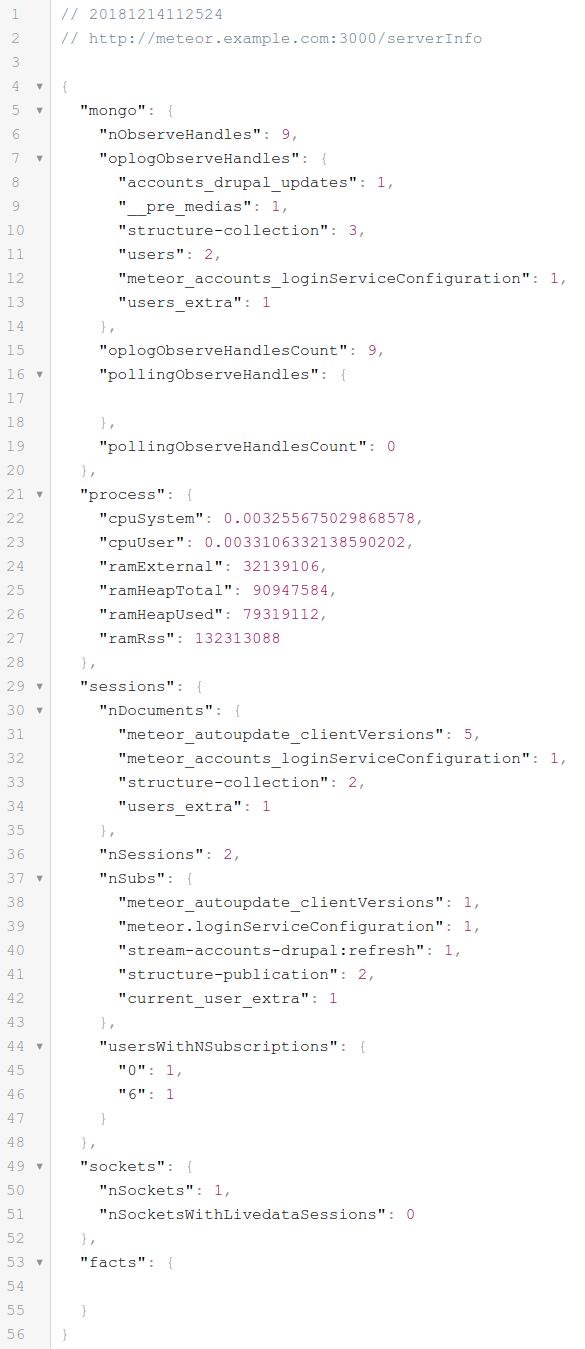 1 // 20181214112524
2 // http://meteor.example.com:3000/serverInfo
3
4 ▼ {
5 ▼ "mongo": {
6 "nObserveHandles": 9,
7 ▼ "oplogObserveHandles": {
8 "accounts_drupal_updates": 1,
9 "__pre_medias": 1,
10 "structure-collection": 3,
11 "users": 2,
12 "meteor_accounts_loginServiceConfiguration": 1,
13 "users_extra": 1
14 },
15 "oplogObserveHandlesCount": 9,
16 ▼ "pollingObserveHandles": {
17
18 },
19 "pollingObserveHandlesCount": 0
20 },
21 ▼ "process": {
22 "cpuSystem": 0.0032556750298685​78,
23 "cpuUser": 0.0033106332138590202,
24 "ramExternal": 32139106,
25 "ramHeapTotal": 90947584,
26 "ramHeapUsed": 79319112,
27 "ramRss": 132313088
28 },
29 ▼ "sessions": {
30 ▼ "nDocuments": {
31 "meteor_autoupdate_clientVersions": 5,
32 "meteor_accounts_loginServiceConfiguration": 1,
33 "structure-collection": 2,
34 "users_extra": 1
35 },
36 "nSessions": 2,
37 ▼ "nSubs": {
38 "meteor_autoupdate_clientVersions": 1,
39 "meteor.loginServiceConfiguration": 1,
40 "stream-accounts-drupal:refresh": 1,
41 "structure-publication": 2,
42 "current_user_extra": 1
43 },
44 ▼ "usersWithNSubscriptions": {
45 "0": 1,
46 "6": 1
47 }
48 },
49 ▼ "sockets": {
50 "nSockets": 1,
51 "nSocketsWithLivedataSessions": 0
52 },
53 ▼ "facts": {
54
55 }
56 }